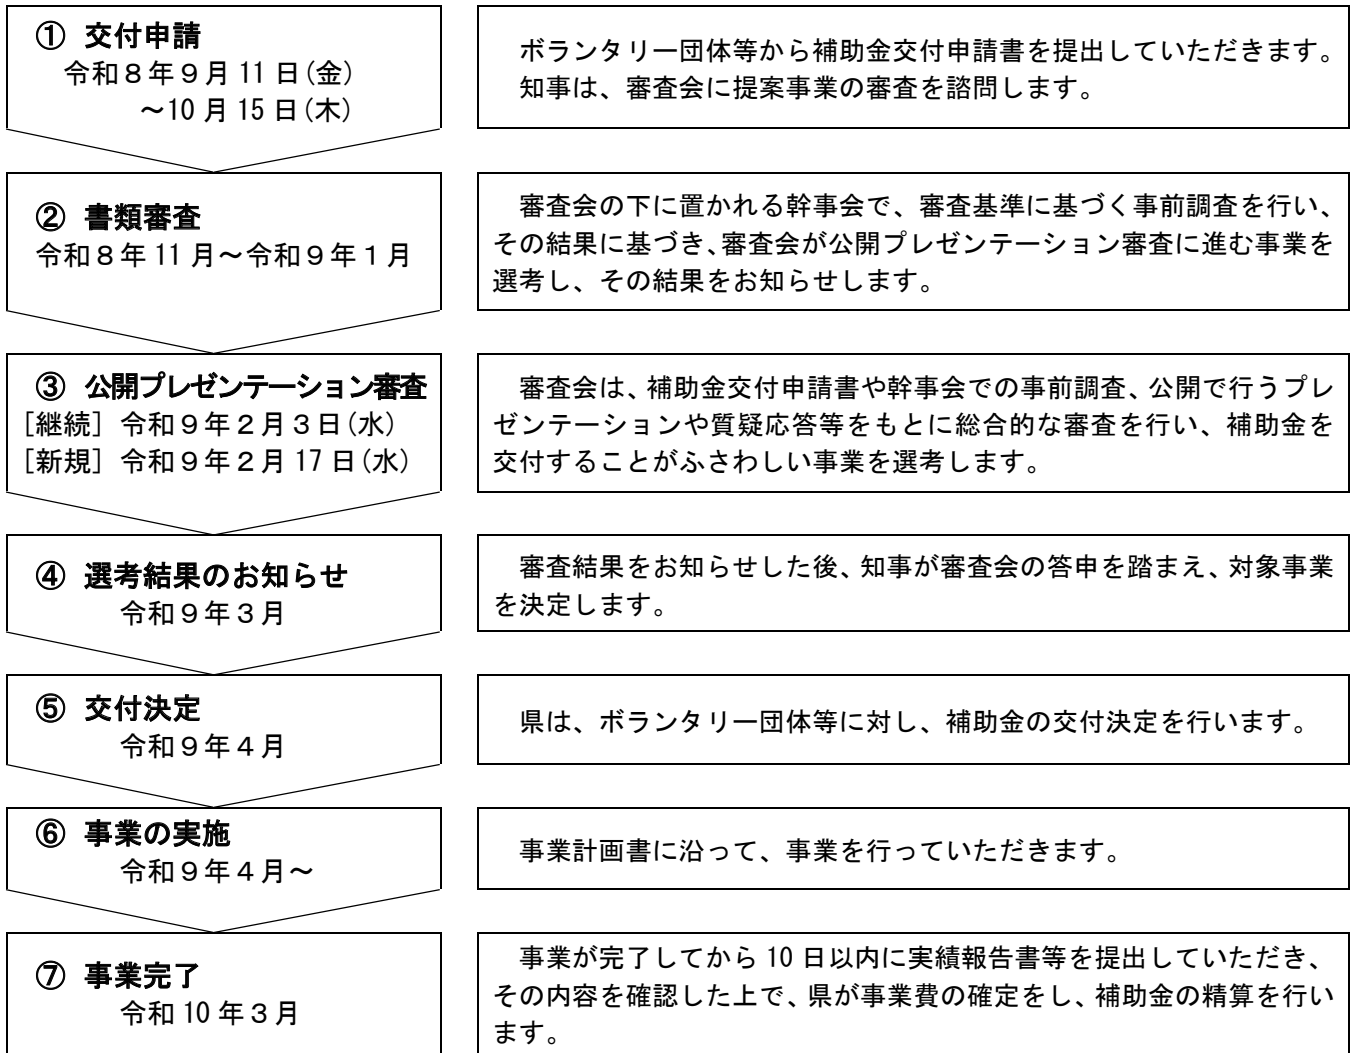 ① 交付申請
令和８年９月 11 日(金)
～10 月 15 日(木)
ボランタリー団体等から補助金交付申請書を提出していただきます。
知事は、審査会に提案事業の審査を諮問します。
② 書類審査
令和８年 11 月～令和９年１月
審査会の下に置かれる幹事会で、審査基準に基づく事前調査を行い、
その結果に基づき、審査会が公開プレゼンテーション審査に進む事業を
選考し、その結果をお知らせします。
③ 公開プレゼンテーション審査
[継続] 令和９年２月３日(水)
[新規] 令和９年２月 17 日(水)
審査会は、補助金交付申請書や幹事会での事前調査、公開で行うプレ
ゼンテーションや質疑応答等をもとに総合的な審査を行い、補助金を
交付することがふさわしい事業を選考します。
④ 選考結果のお知らせ
令和９年３月
審査結果をお知らせした後、知事が審査会の答申を踏まえ、対象事業
を決定します。
⑤ 交付決定
令和９年４月
県は、ボランタリー団体等に対し、補助金の交付決定を行います。
⑥ 事業の実施
令和９年４月～
事業計画書に沿って、事業を行っていただきます。
⑦ 事業完了
令和 10 年３月
事業が完了してから 10 日以内に実績報告書等を提出していただき、
その内容を確認した上で、県が事業費の確定をし、補助金の精算を行い
ます。